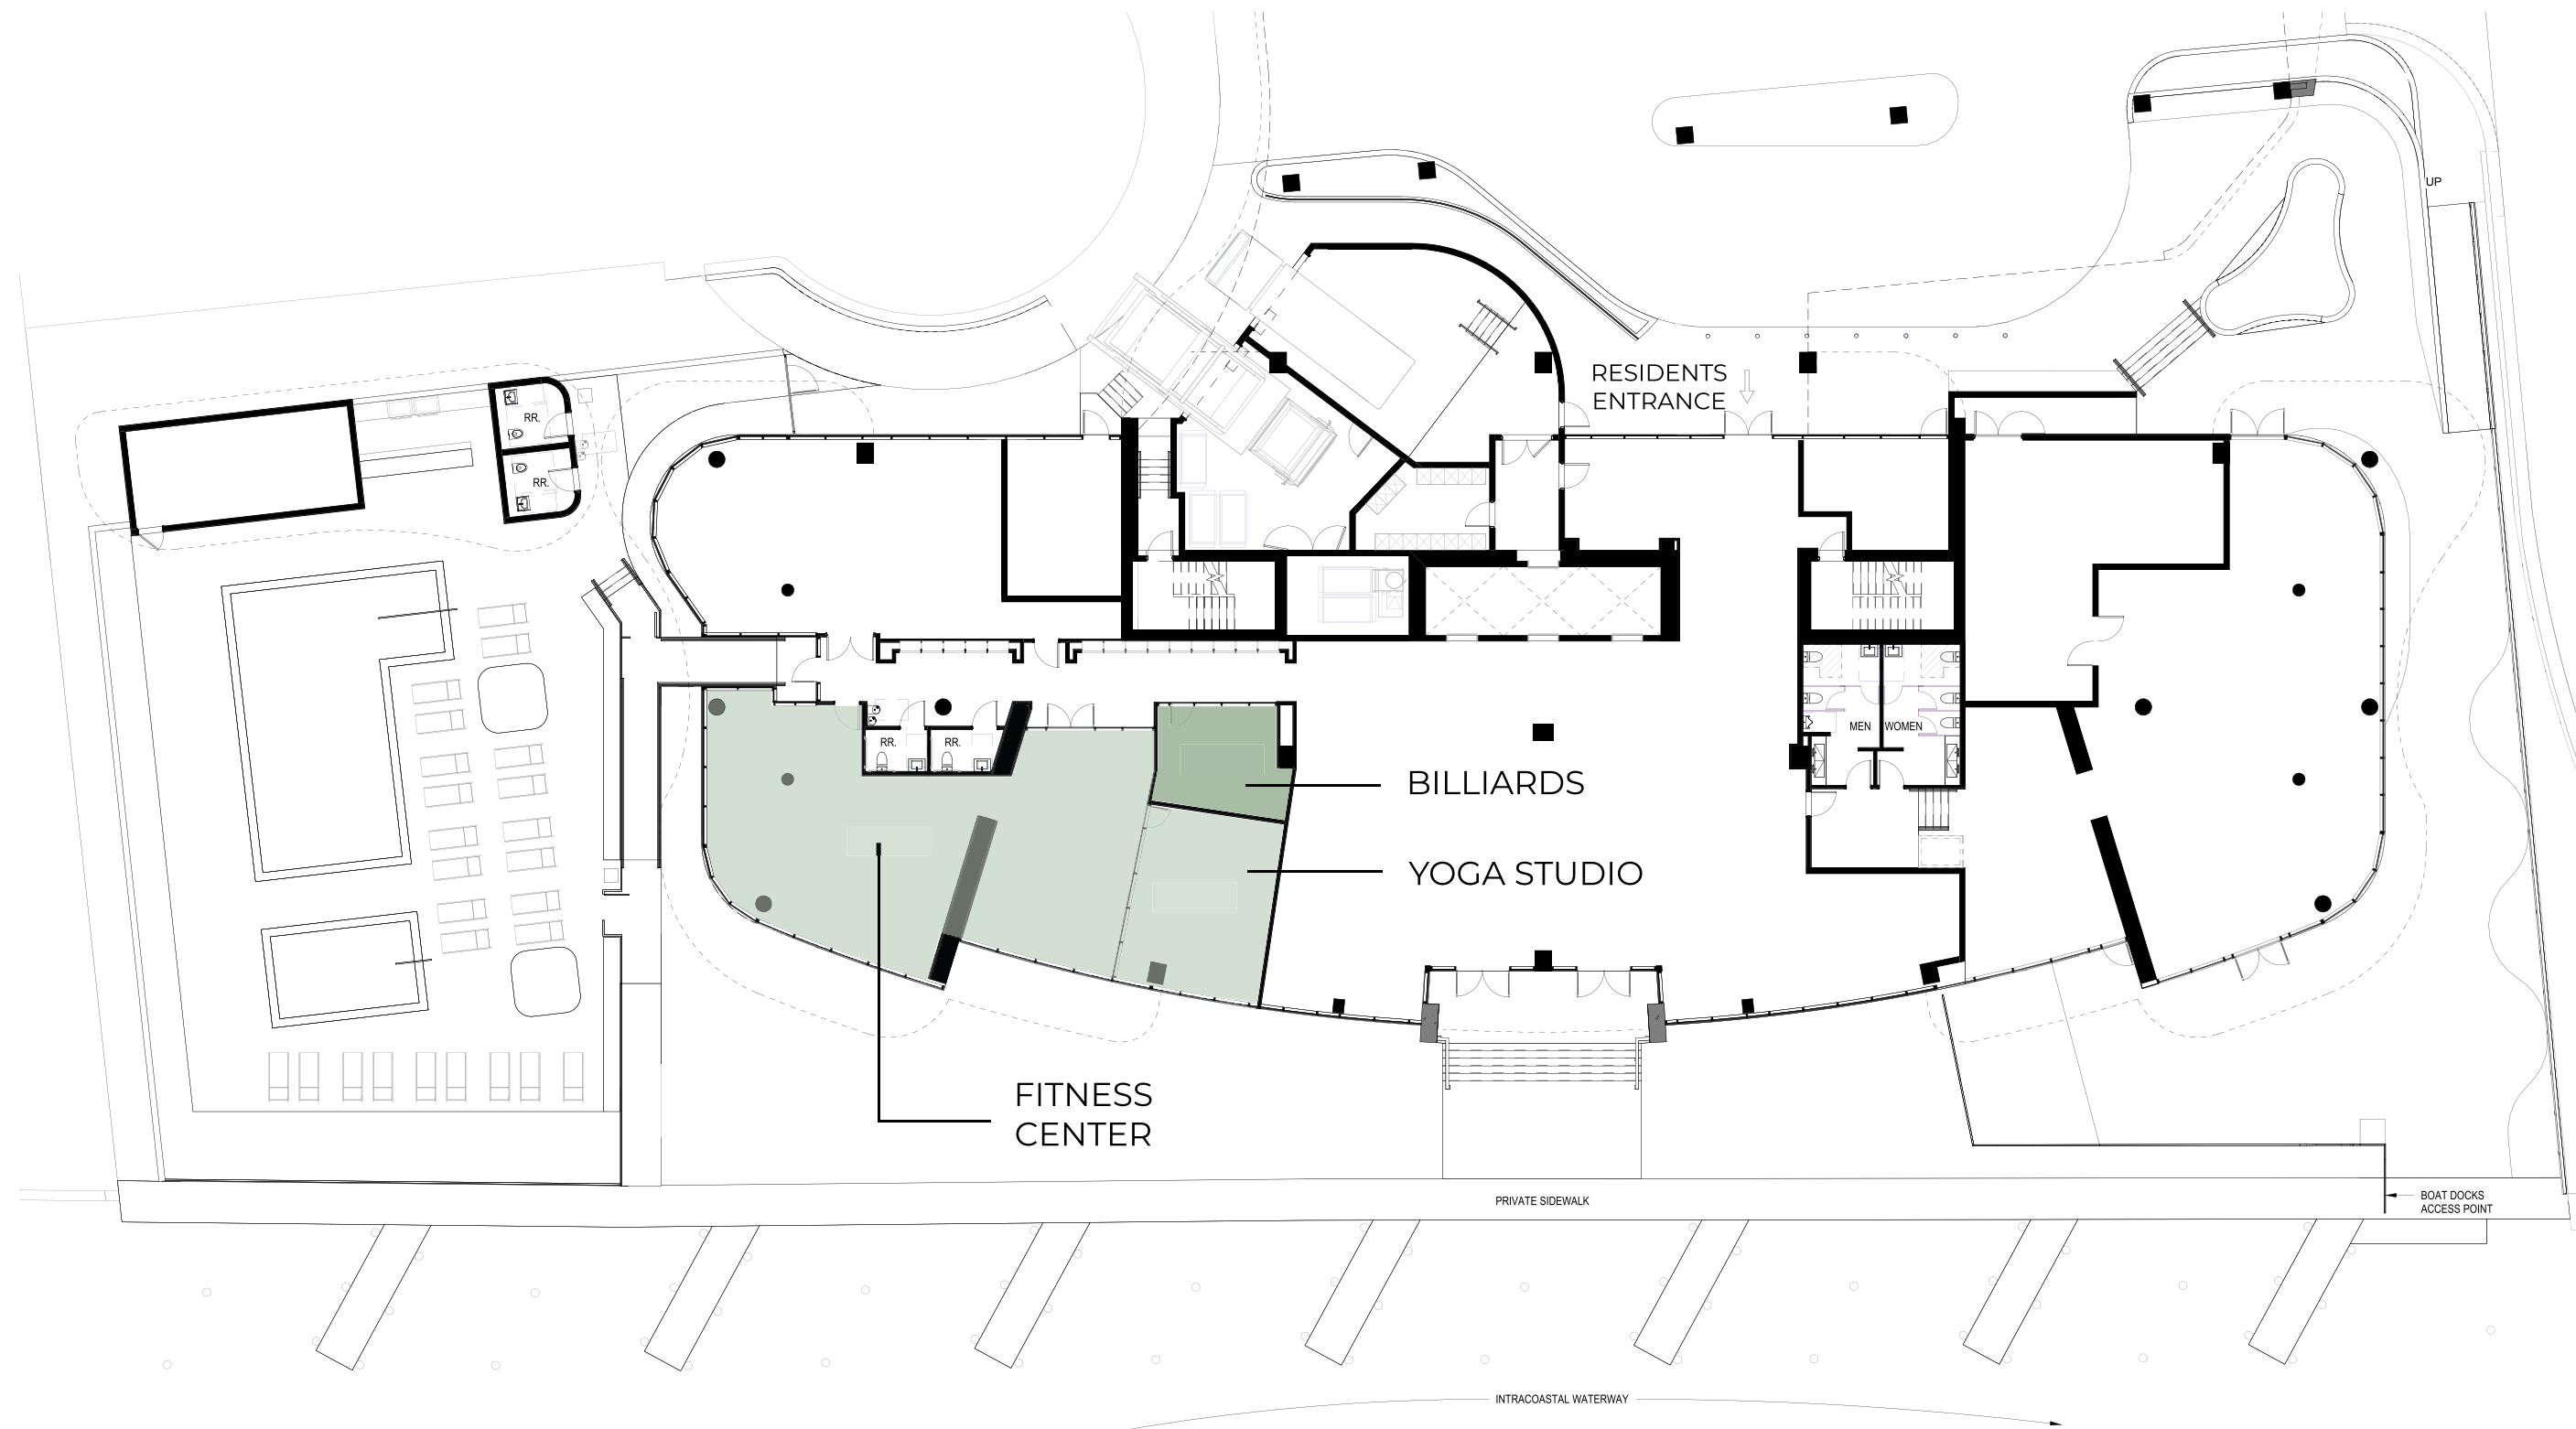 UP
RESIDENTS
ENTRANCE
RR.
RR.
RR.
RR.
MEN
WOMEN
BILLIARDS
YOGA STUDIO
FITNESS
CENTER
PRIVATE SIDEWALK
BOAT DOCKS
ACCESS POINT
INTRACOASTAL WATERWAY